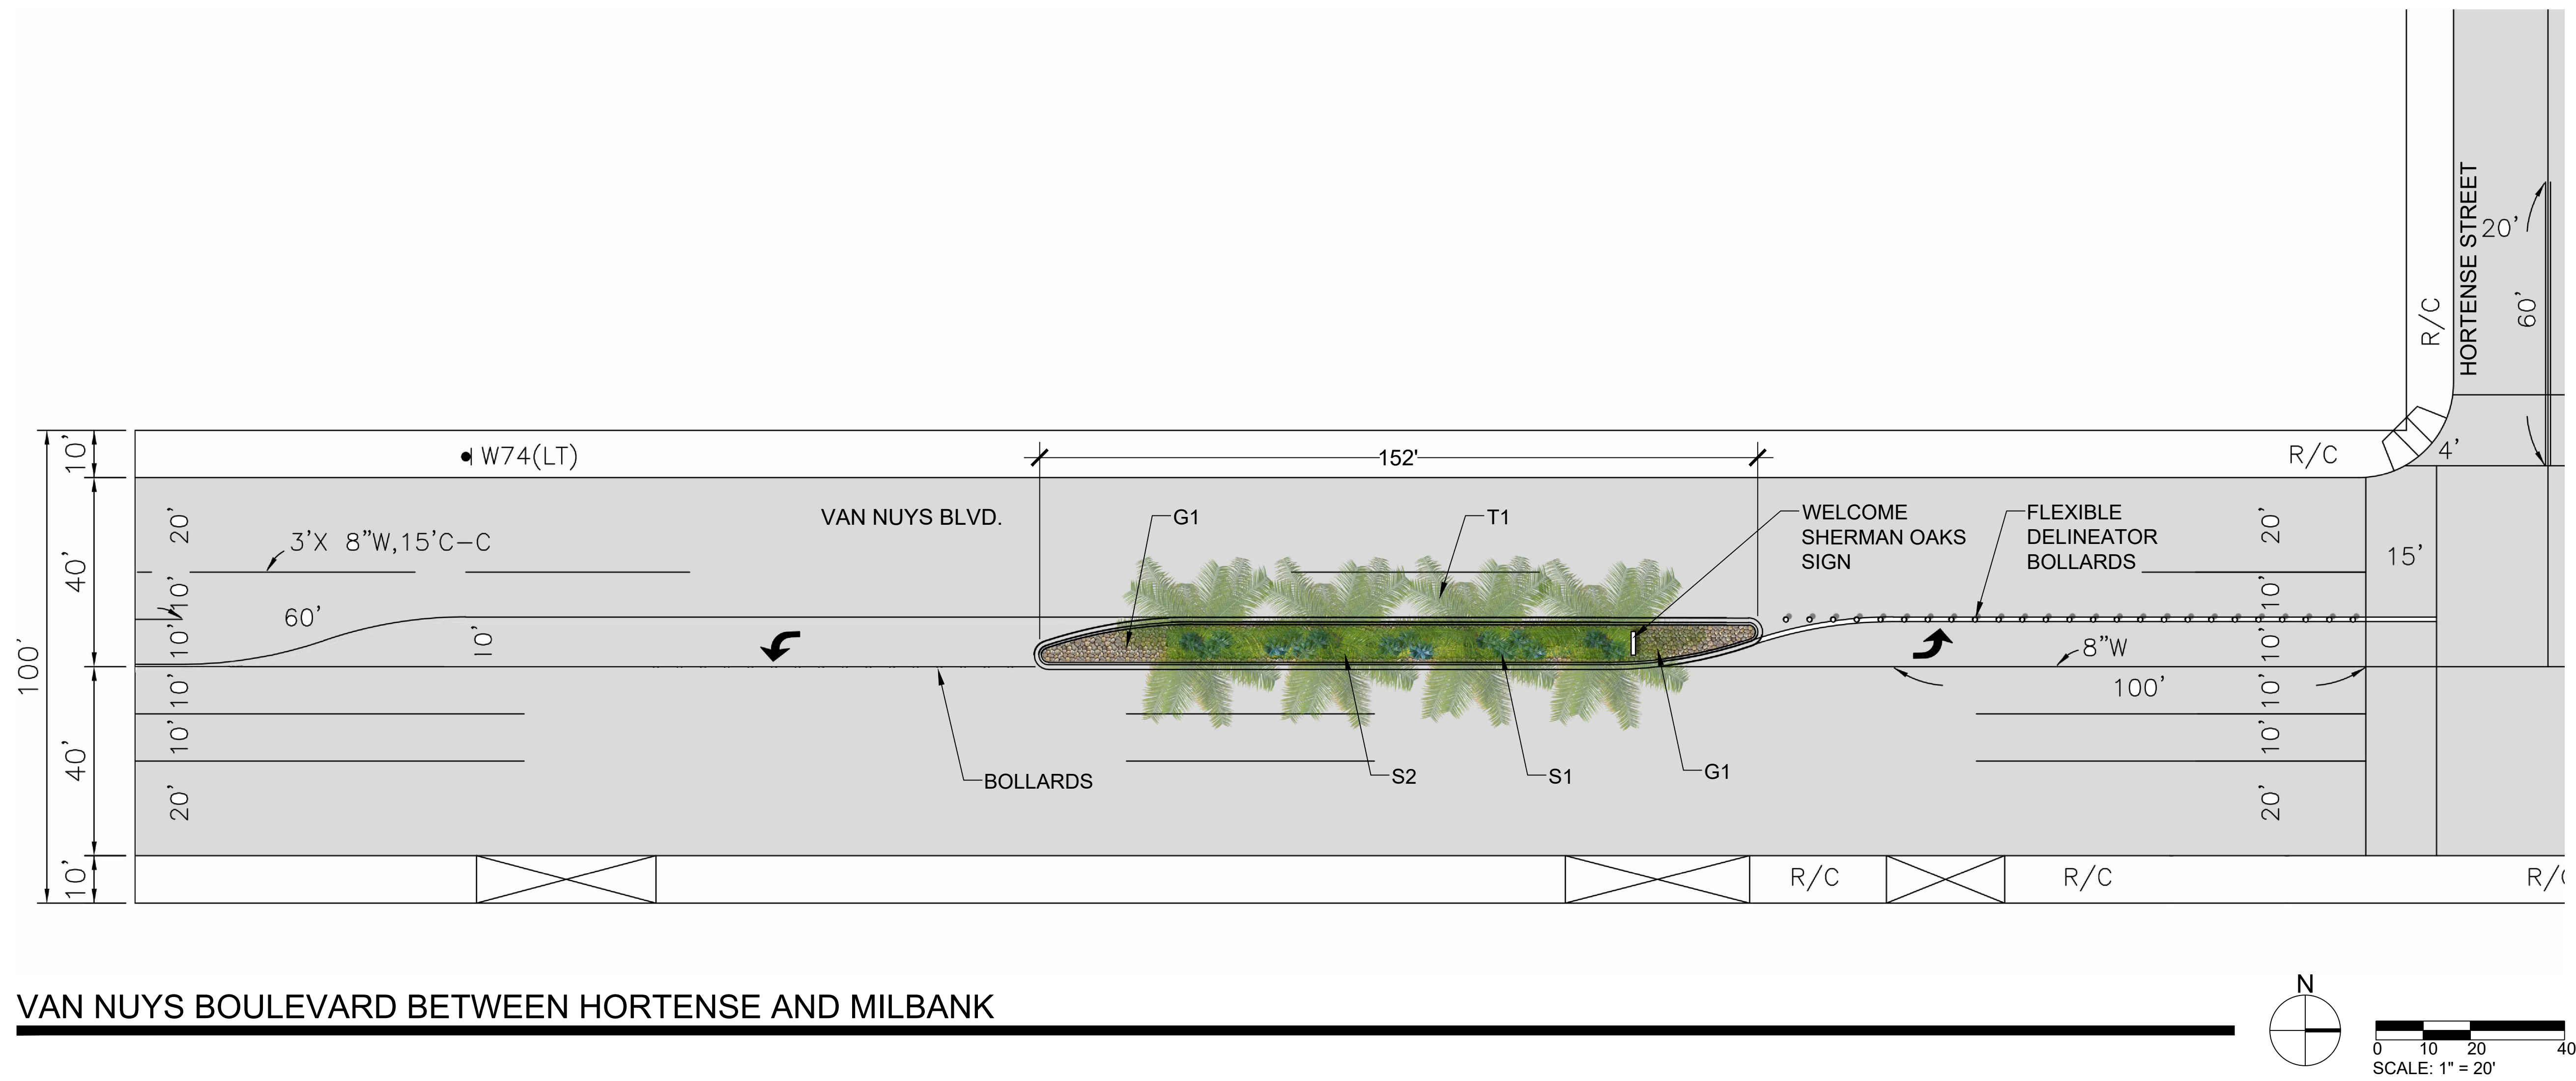 HORTENSE STREET
20'
60'
R/C
4'
10'
W74(LT)
152'
R/C
VAN NUYS BLVD.
G1
T1
WELCOME
SHERMAN OAKS
SIGN
FLEXIBLE
DELINEATOR
BOLLARDS
20'
20'
15'
3'X 8"W,15'C-C
40'
10'
10'
60'
10'
10'
10'
8"W
100'
100'
10'
10'
10'
10'
40'
BOLLARDS
S2
S1
G1
20'
20'
10'
R/C
R/C
R/C
VAN NUYS BOULEVARD BETWEEN HORTENSE AND MILBANK
N
0 10 20 40
SCALE: 1" = 20'